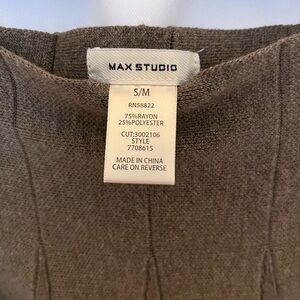 MAX STUDIO
S/M
RN58822
75%RAYON
25%POLYESTER
CUT:3002106
STYLE
7708615
MADE IN CHINA
CARE ON REVERSE